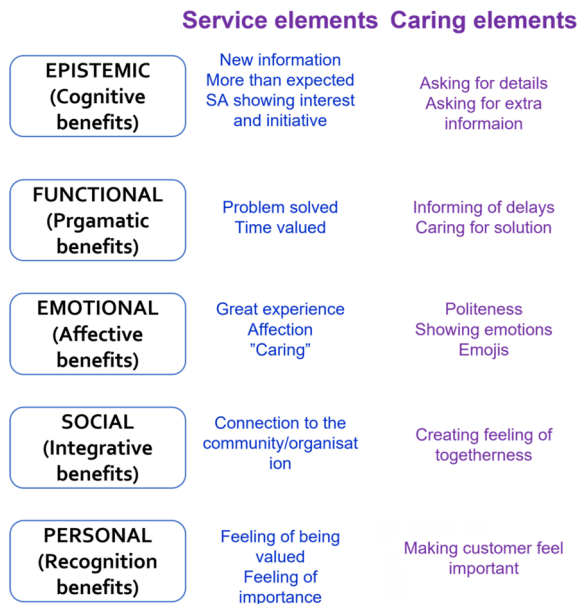 Service elements Caring elements
EPISTEMIC
(Cognitive
benefits)
New information
More than expected
SA showing interest
and initiative
Asking for details
Asking for extra
informaion
FUNCTIONAL
(Prgamatic
benefits)
Problem solved
Time valued
Informing of delays
Caring for solution
EMOTIONAL
(Affective
benefits)
Great experience
Affection
”Caring”
Politeness
Showing emotions
Emojis
SOCIAL
(Integrative
benefits)
Connection to the
community/organisat
ion
Creating feeling of
togetherness
PERSONAL
(Recognition
benefits)
Feeling of being
valued
Feeling of
importance
Making customer feel
important